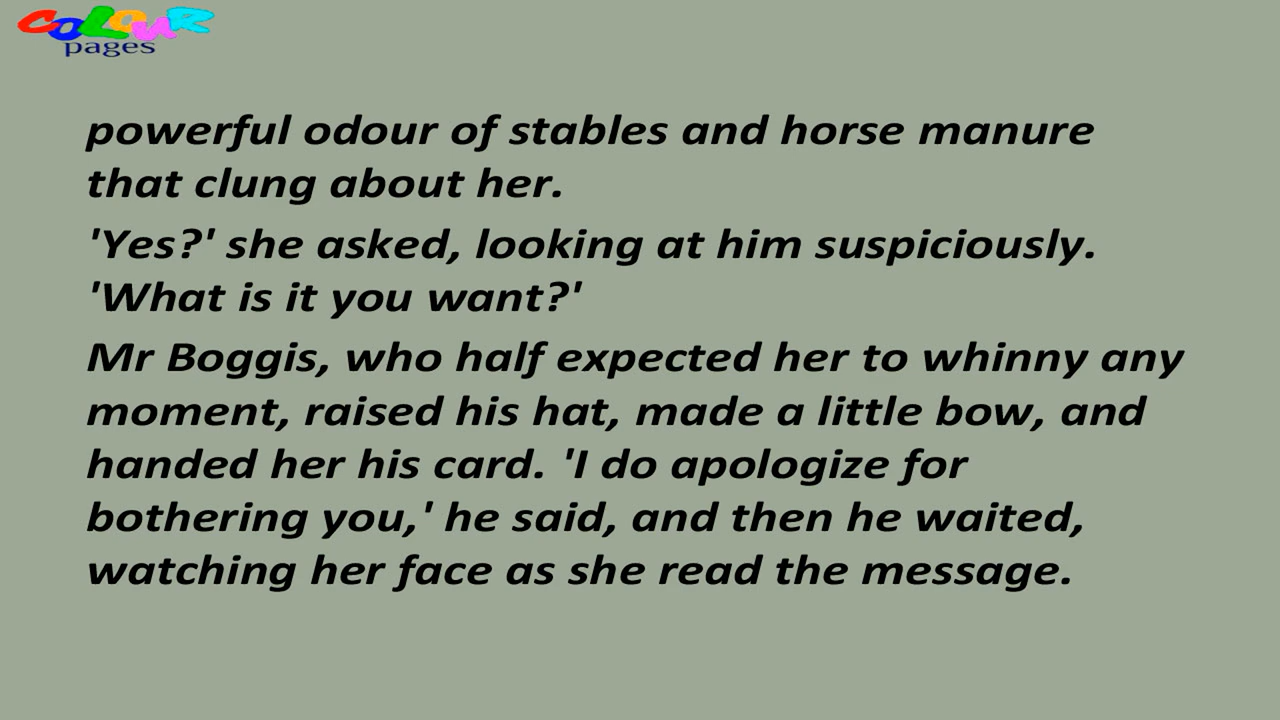 COLOUR
pages
powerful odour of stables and horse manure
that clung about her.
'Yes?' she asked, looking at him suspiciously.
'What is it you want?'
Mr Boggis, who half expected her to whinny any
moment, raised his hat, made a little bow, and
handed her his card. 'I do apologize for
bothering you,' he said, and then he waited,
watching her face as she read the message.